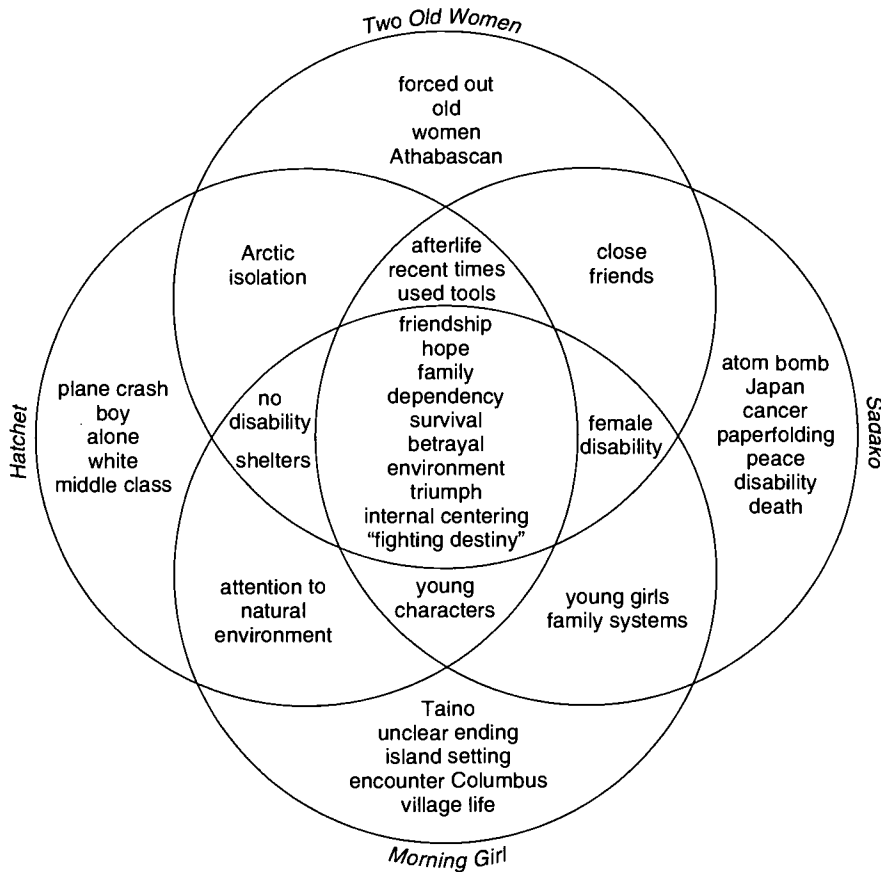 Two Old Women
forced out
old
women
Athabascan
Arctic
isolation
afterlife
recent times
used tools
close
friends
Hatchet
plane crash
boy
alone
white
middle class
no
disability
shelters
friendship
hope
family
dependency
survival
betrayal
environment
triumph
internal centering
“fighting destiny”
female
disability
atom bomb
Japan
cancer
paperfolding
peace
disability
death
Sadako
attention to
natural
environment
young
characters
young girls
family systems
Taino
unclear ending
island setting
encounter Columbus
village life
Morning Girl